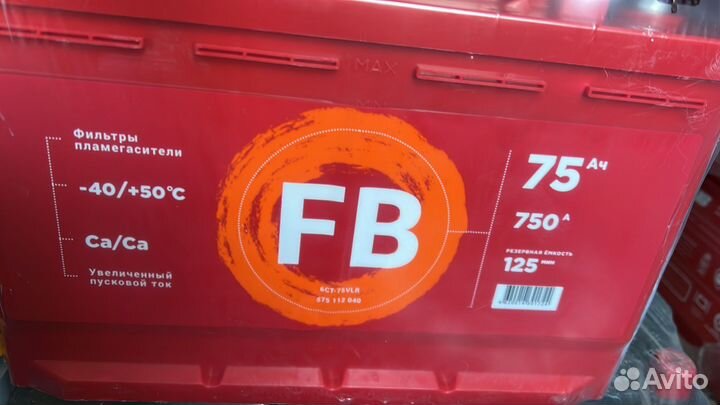 MAX
Фильтры
пламегасители
-40/+50°C
Ca/Ca
Увеличенный
пусковой ток
FB
6СТ-75VLR
575 112 040
75 Ач
750 А
РЕЗЕРВНАЯ ЁМКОСТЬ
125 мин
Avito